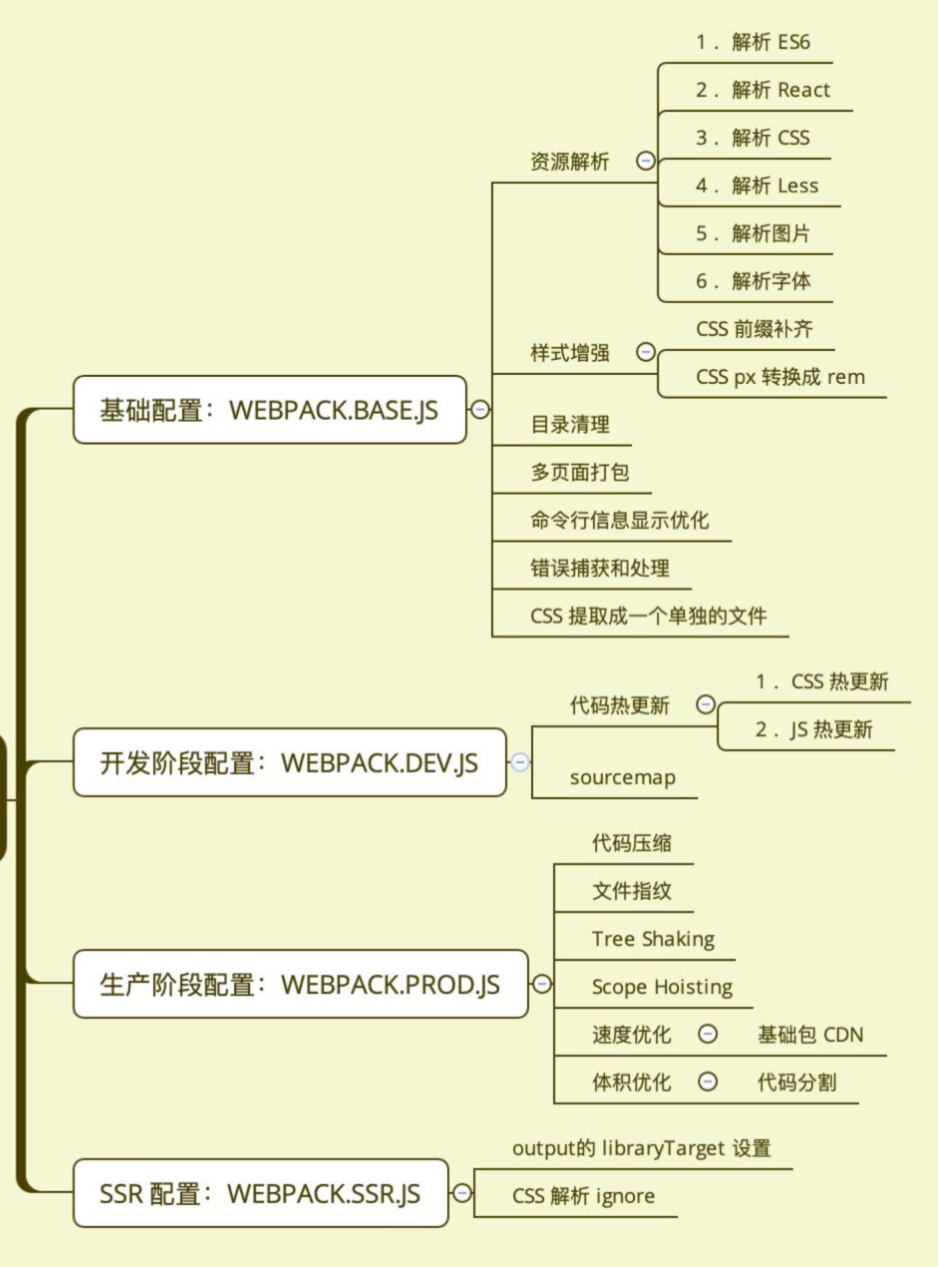 1． 解析 ES6
2． 解析 React
3． 解析 CSS
资源解析
4． 解析 Less
5． 解析图片
6． 解析字体
CSS 前缀补齐
样式增强
CSS px 转换成 rem
基础配置：WEBPACK.BASE.JS
目录清理
多页面打包
命令行信息显示优化
错误捕获和处理
CSS 提取成一个单独的文件
1． CSS 热更新
代码热更新
2． JS 热更新
开发阶段配置：WEBPACK.DEV.JS
sourcemap
代码压缩
文件指纹
Tree Shaking
生产阶段配置：WEBPACK.PROD.JS
Scope Hoisting
速度优化 基础包 CDN
体积优化 代码分割
output的 libraryTarget 设置
SSR 配置：WEBPACK.SSR.JS
CSS 解析 ignore